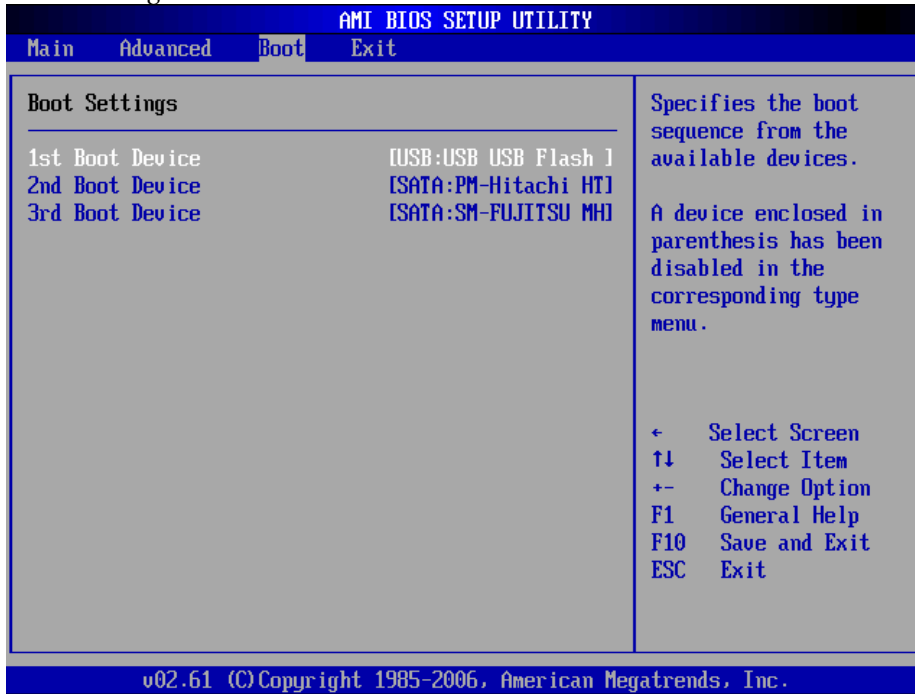 AMI BIOS SETUP UTILITY
Main Advanced Boot Exit
Boot Settings
1st Boot Device [USB:USB USB Flash ]
2nd Boot Device [SATA:PM-Hitachi HT]
3rd Boot Device [SATA:SM-FUJITSU MH]
Specifies the boot
sequence from the
available devices.
A device enclosed in
parenthesis has been
disabled in the
corresponding type
menu.
← Select Screen
↑↓ Select Item
+- Change Option
F1 General Help
F10 Save and Exit
ESC Exit
v02.61 (C)Copyright 1985-2006, American Megatrends, Inc.